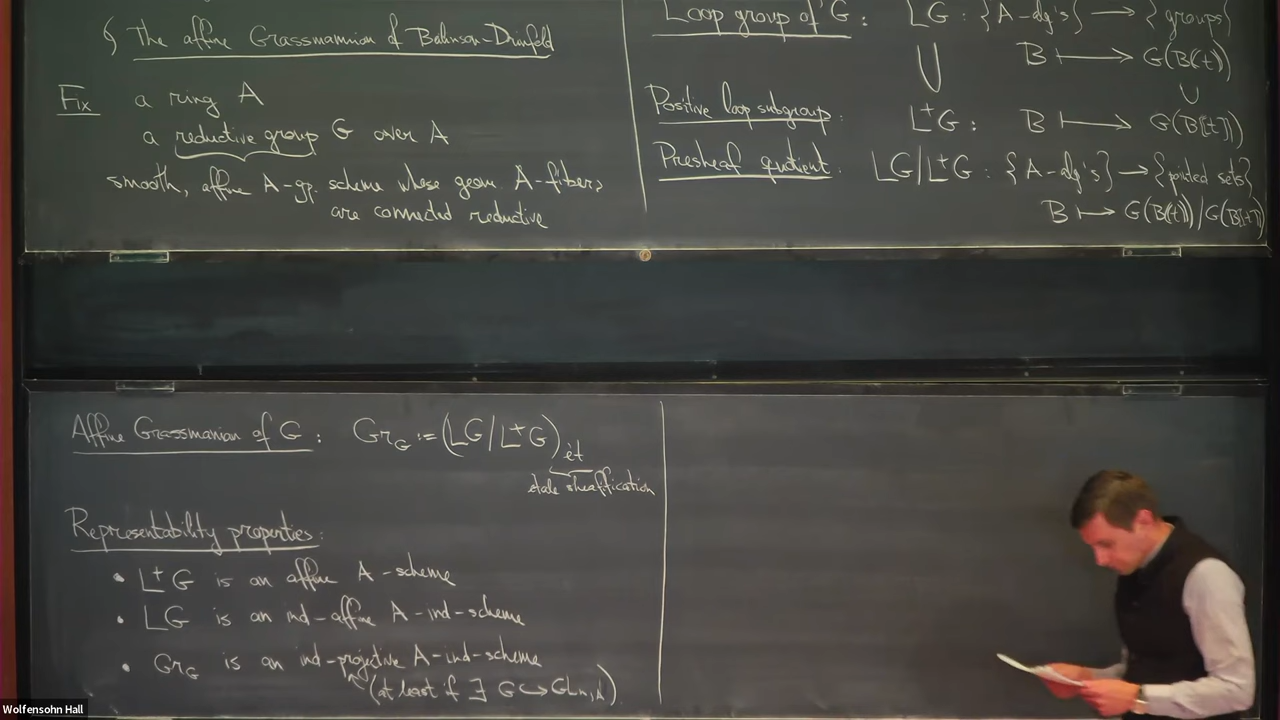 § The affine Grassmannian of Beilinson-Drinfeld
Fix a ring A
a reductive group G over A
smooth, affine A-gp. scheme whose geom A-fibers
are connected reductive
Loop group of G: LG: {A-alg's} → {groups}
∪ B ↦ G(B((t)))
∪
Positive loop subgroup: L⁺G: B ↦ G(B[[t]])
Presheaf quotient: LG/L⁺G: {A-alg's} → {pointed sets}
B ↦ G(B((t)))/G(B[[t]])
Affine Grassmannian of G: Gr_G := (LG/L⁺G)_ét
étale sheaffication
Representability properties:
• L⁺G is an affine A-scheme
• LG is an ind-affine A-ind-scheme
• Gr_G is an ind-projective A-ind-scheme
(at least if ∃ G ↪ GL_{n,A})
Wolfensohn Hall